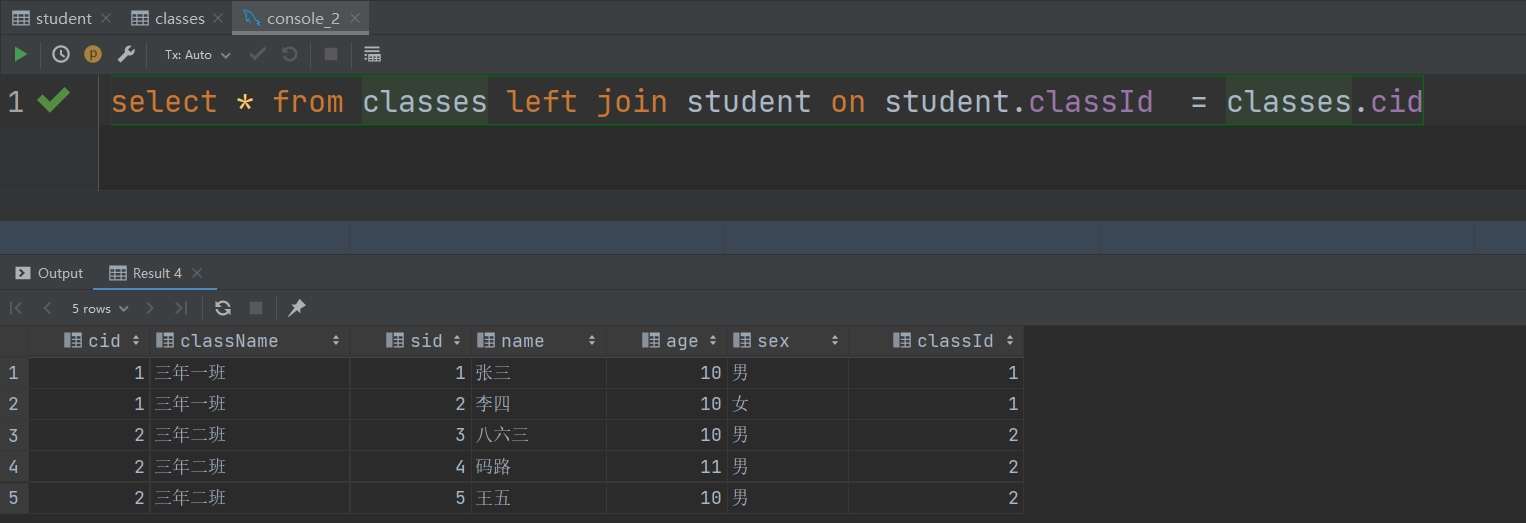 student classes console_2
Tx: Auto
1 select * from classes left join student on student.classId  = classes.cid
Output Result 4
5 rows
cid className sid name age sex classId
1 1 三年一班 1 张三 10 男 1
2 1 三年一班 2 李四 10 女 1
3 2 三年二班 3 八六三 10 男 2
4 2 三年二班 4 码路 11 男 2
5 2 三年二班 5 王五 10 男 2